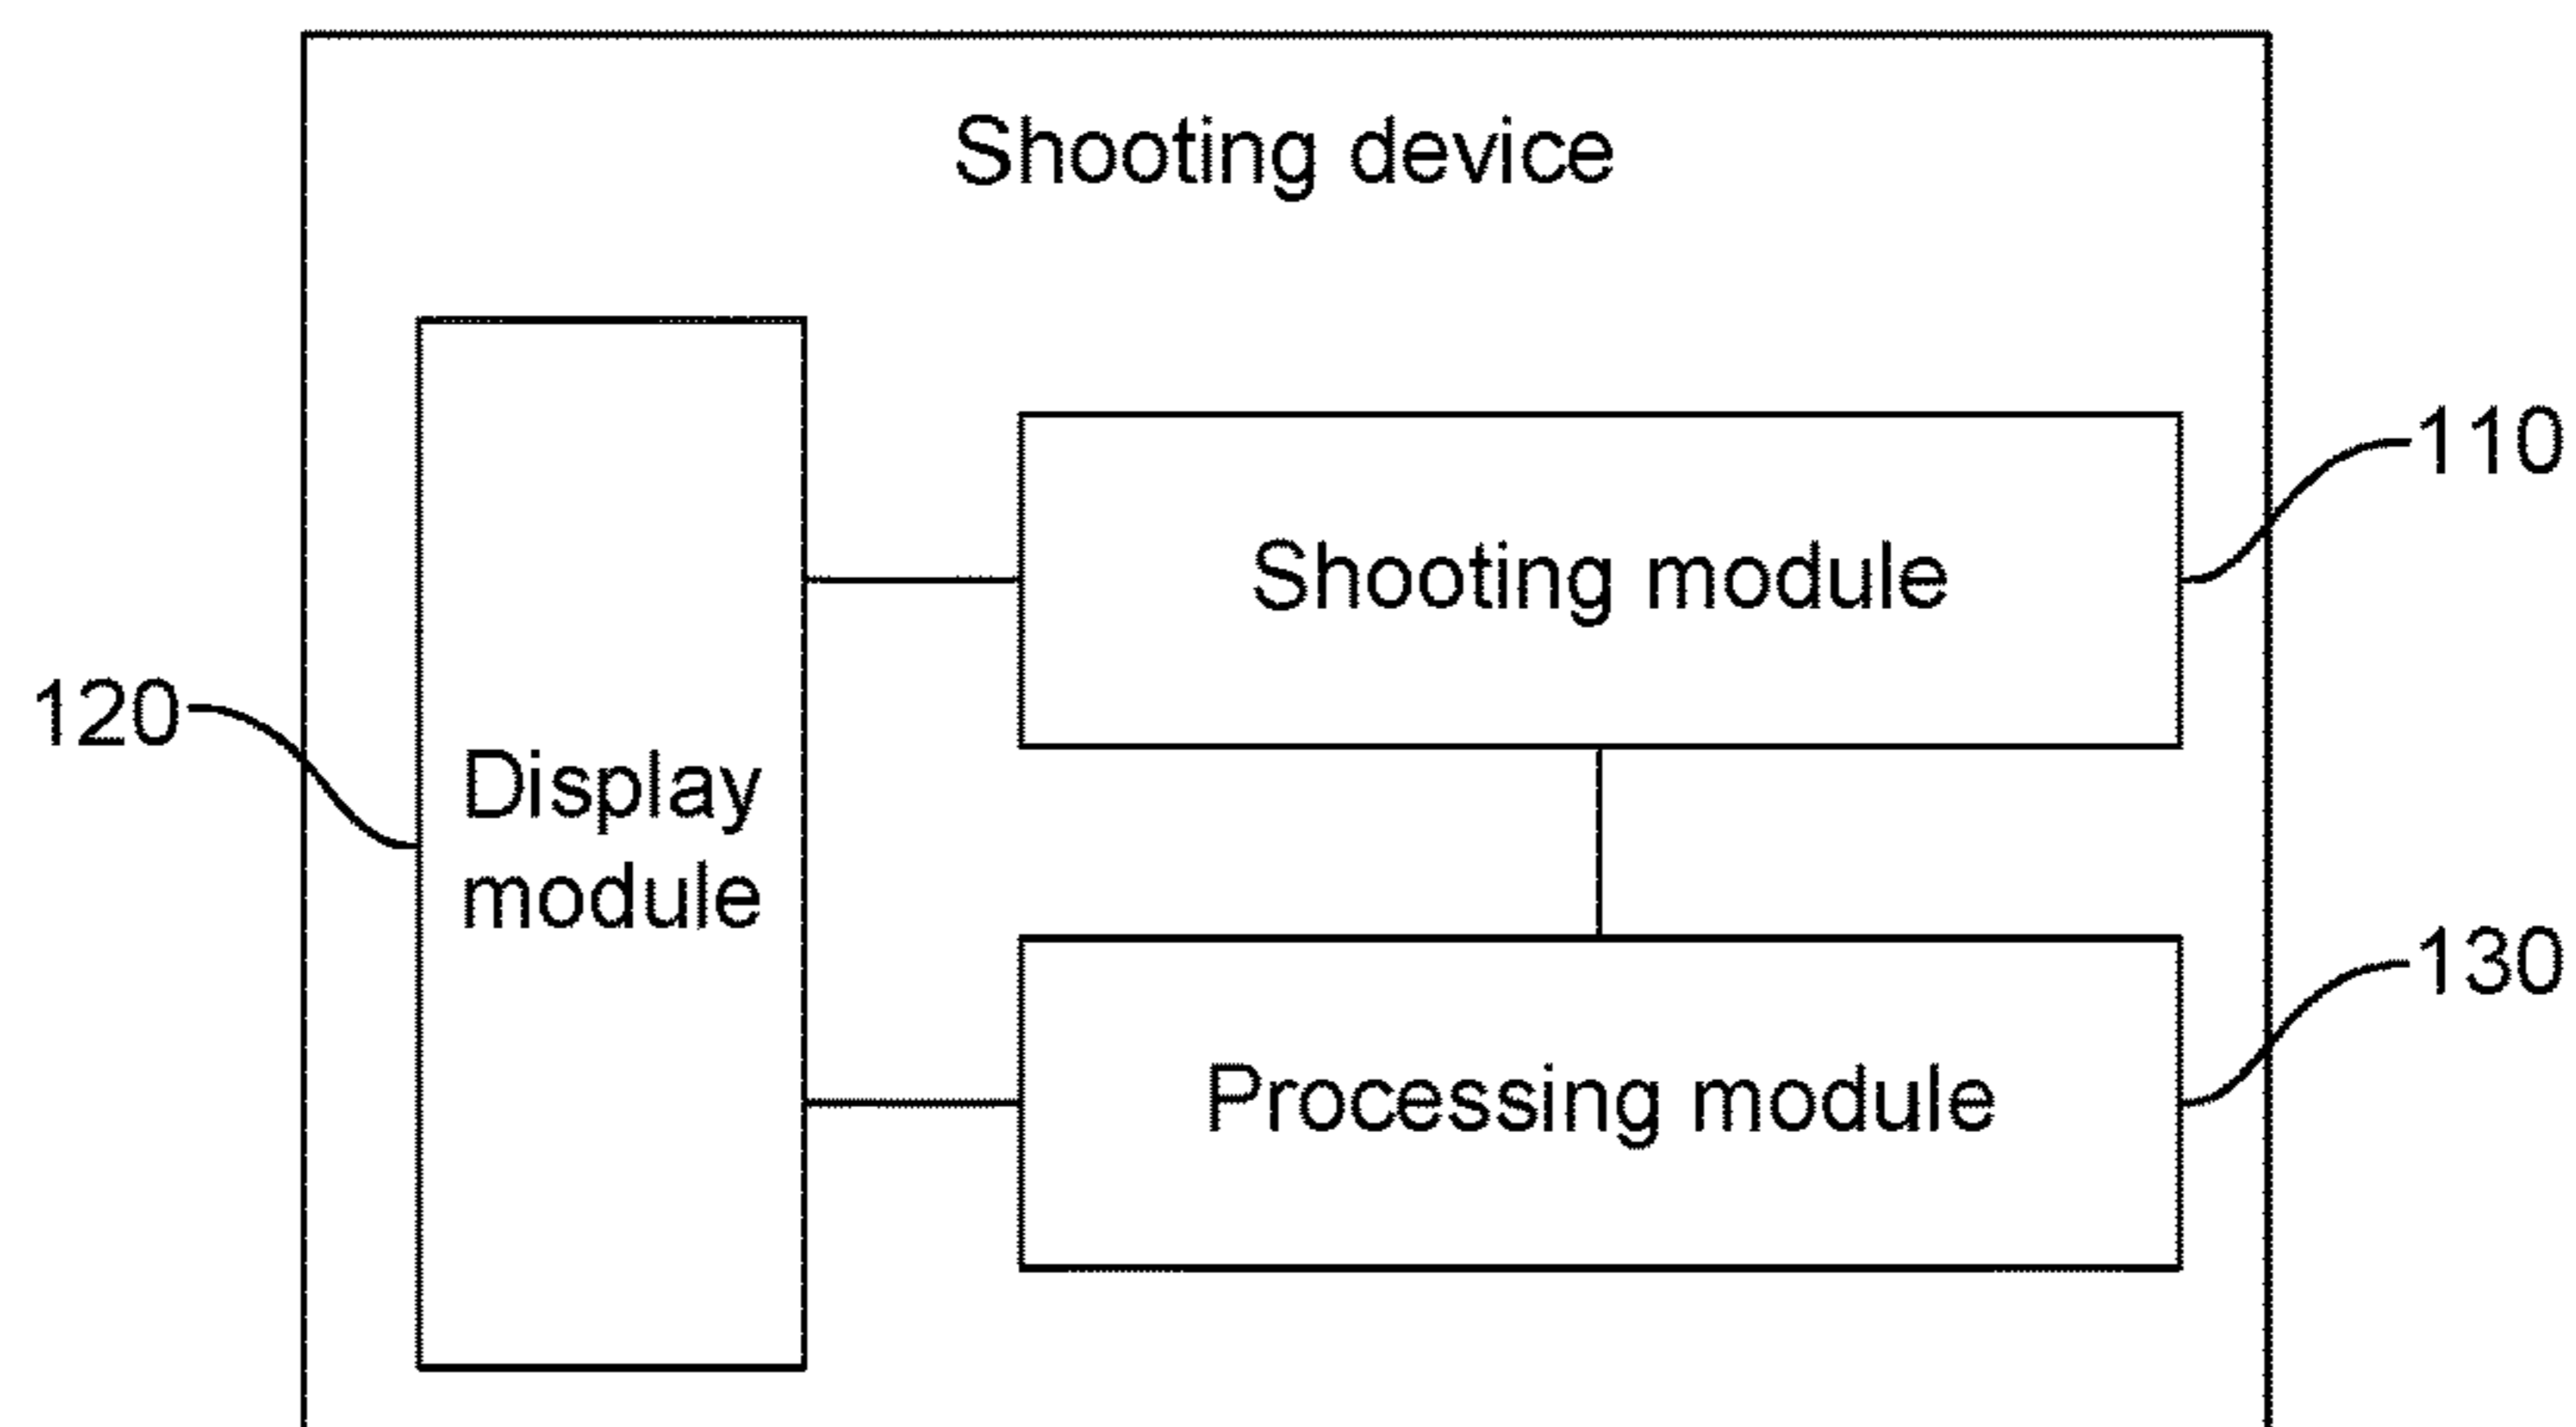 Shooting device
110
Shooting module
120
Display
module
130
Processing module